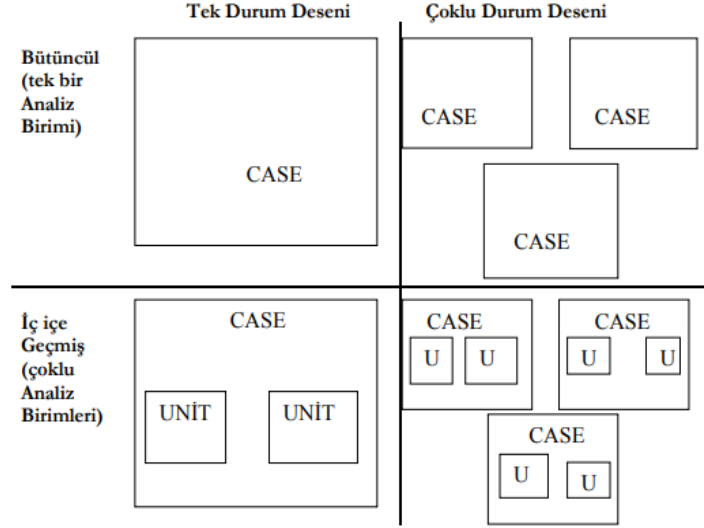 Tek Durum Deseni
Çoklu Durum Deseni
Bütüncül
(tek bir
Analiz
Birimi)
CASE
CASE
CASE
CASE
İç içe
Geçmiş
(çoklu
Analiz
Birimleri)
CASE
UNİT
UNİT
CASE
U
U
CASE
U
U
CASE
U
U